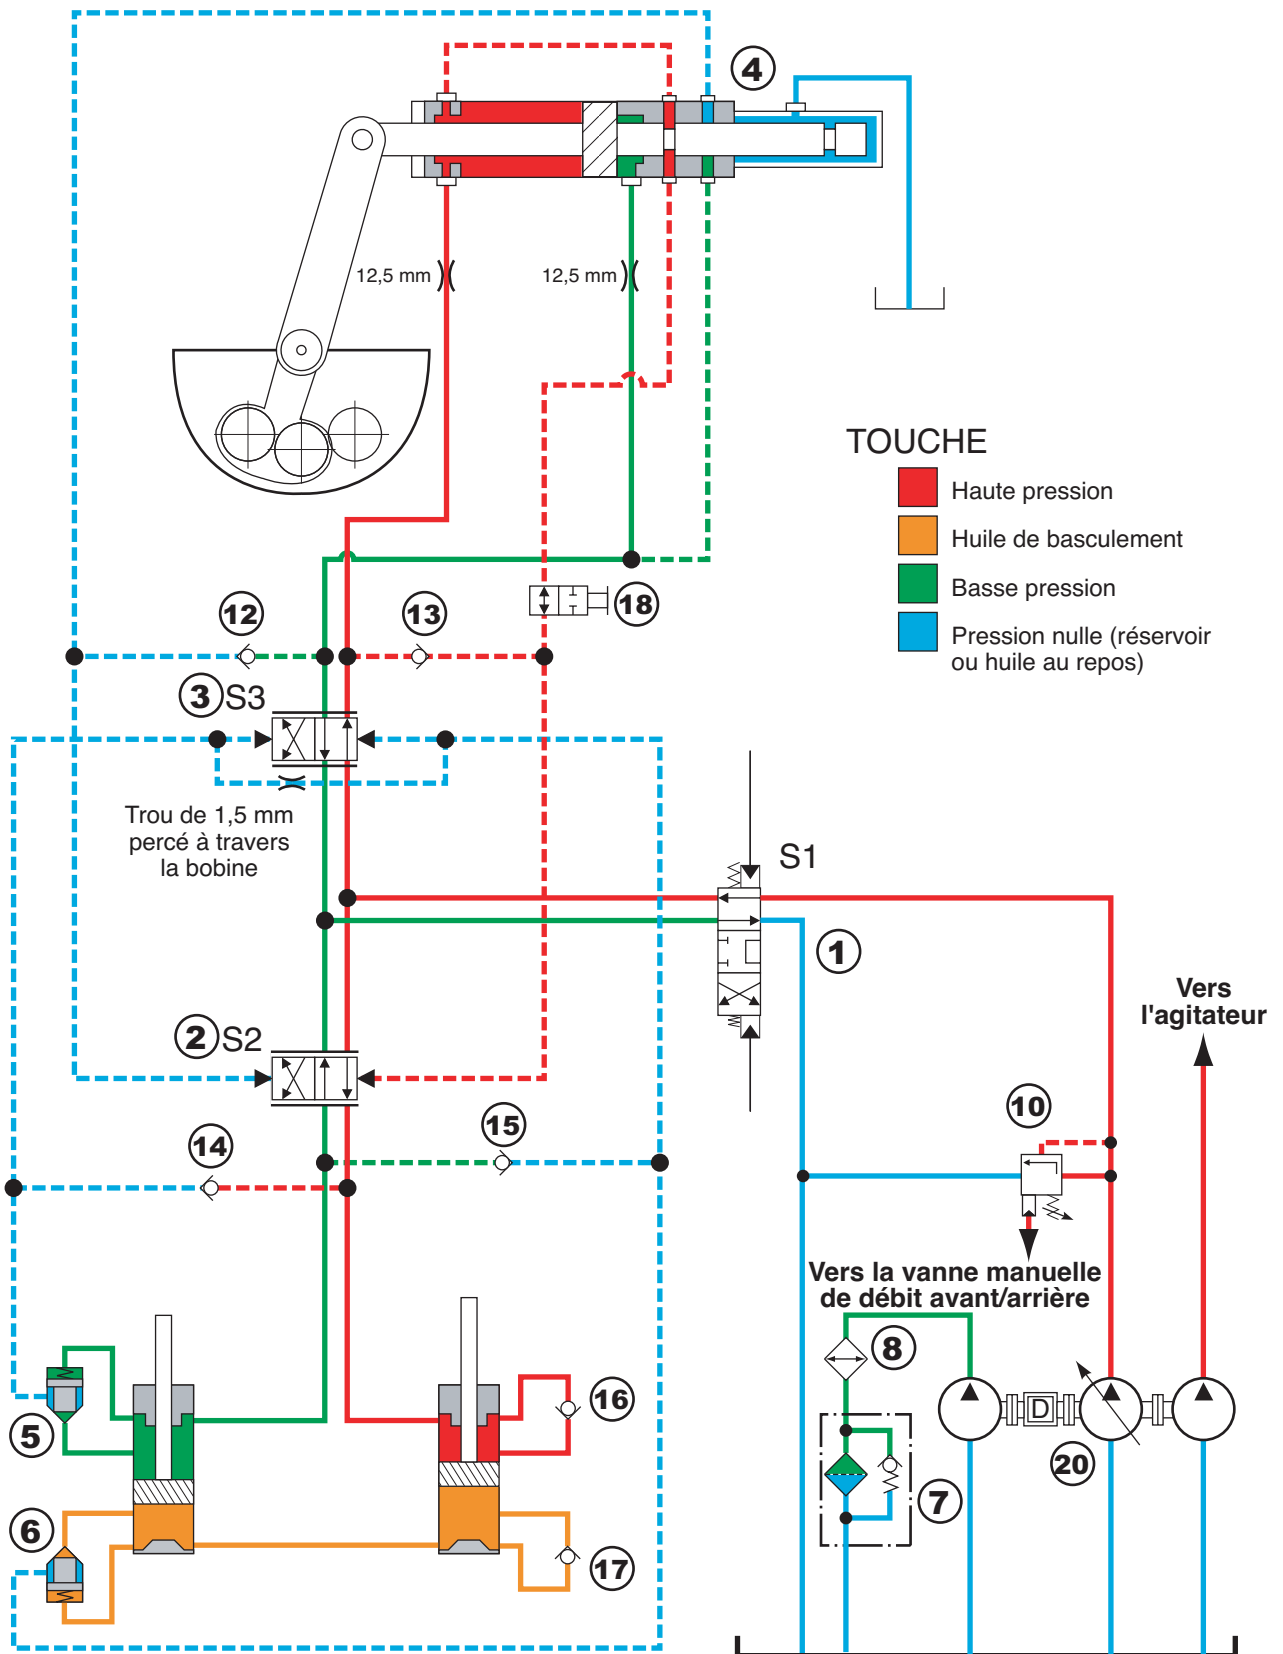 4
12,5 mm
12,5 mm
TOUCHE
Haute pression
Huile de basculement
Basse pression
Pression nulle (réservoir
ou huile au repos)
18
12
13
3 S3
Trou de 1,5 mm
percé à travers
la bobine
S1
1
Vers
l'agitateur
2 S2
10
15
14
Vers la vanne manuelle
de débit avant/arrière
8
16
5
D
20
7
6
17